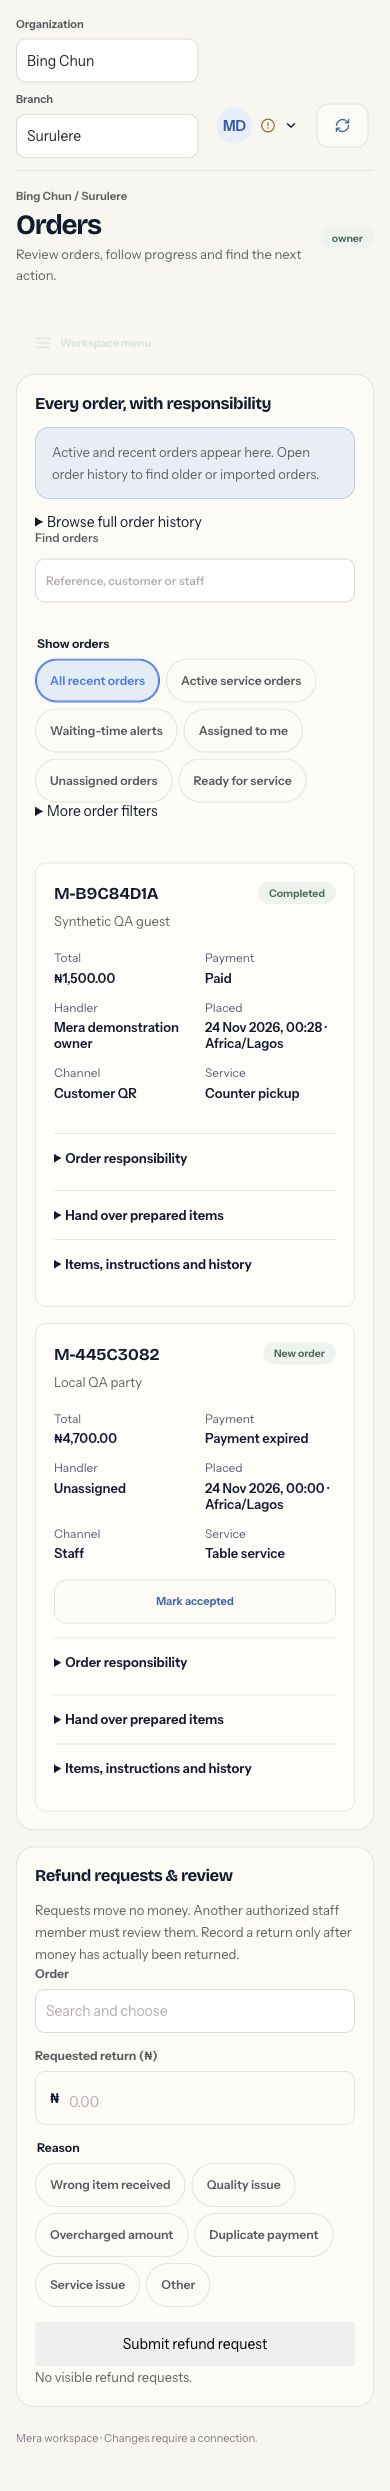 Organization
Bing Chun
Branch
Surulere
MD
Bing Chun / Surulere
Orders
owner
Review orders, follow progress and find the next
action.
Workspace menu
Every order, with responsibility
Active and recent orders appear here. Open
order history to find older or imported orders.
Browse full order history
Find orders
Reference, customer or staff
Show orders
All recent orders
Active service orders
Waiting-time alerts
Assigned to me
Unassigned orders
Ready for service
More order filters
M-B9C84D1A
Completed
Synthetic QA guest
Total
Payment
₦1,500.00
Paid
Handler
Placed
Mera demonstration
owner
24 Nov 2026, 00:28 ·
Africa/Lagos
Channel
Service
Customer QR
Counter pickup
Order responsibility
Hand over prepared items
Items, instructions and history
M-445C3082
New order
Local QA party
Total
Payment
₦4,700.00
Payment expired
Handler
Placed
Unassigned
24 Nov 2026, 00:00 ·
Africa/Lagos
Channel
Service
Staff
Table service
Mark accepted
Order responsibility
Hand over prepared items
Items, instructions and history
Refund requests & review
Requests move no money. Another authorized staff
member must review them. Record a return only after
money has actually been returned.
Order
Search and choose
Requested return (₦)
₦ 0.00
Reason
Wrong item received
Quality issue
Overcharged amount
Duplicate payment
Service issue
Other
Submit refund request
No visible refund requests.
Mera workspace · Changes require a connection.